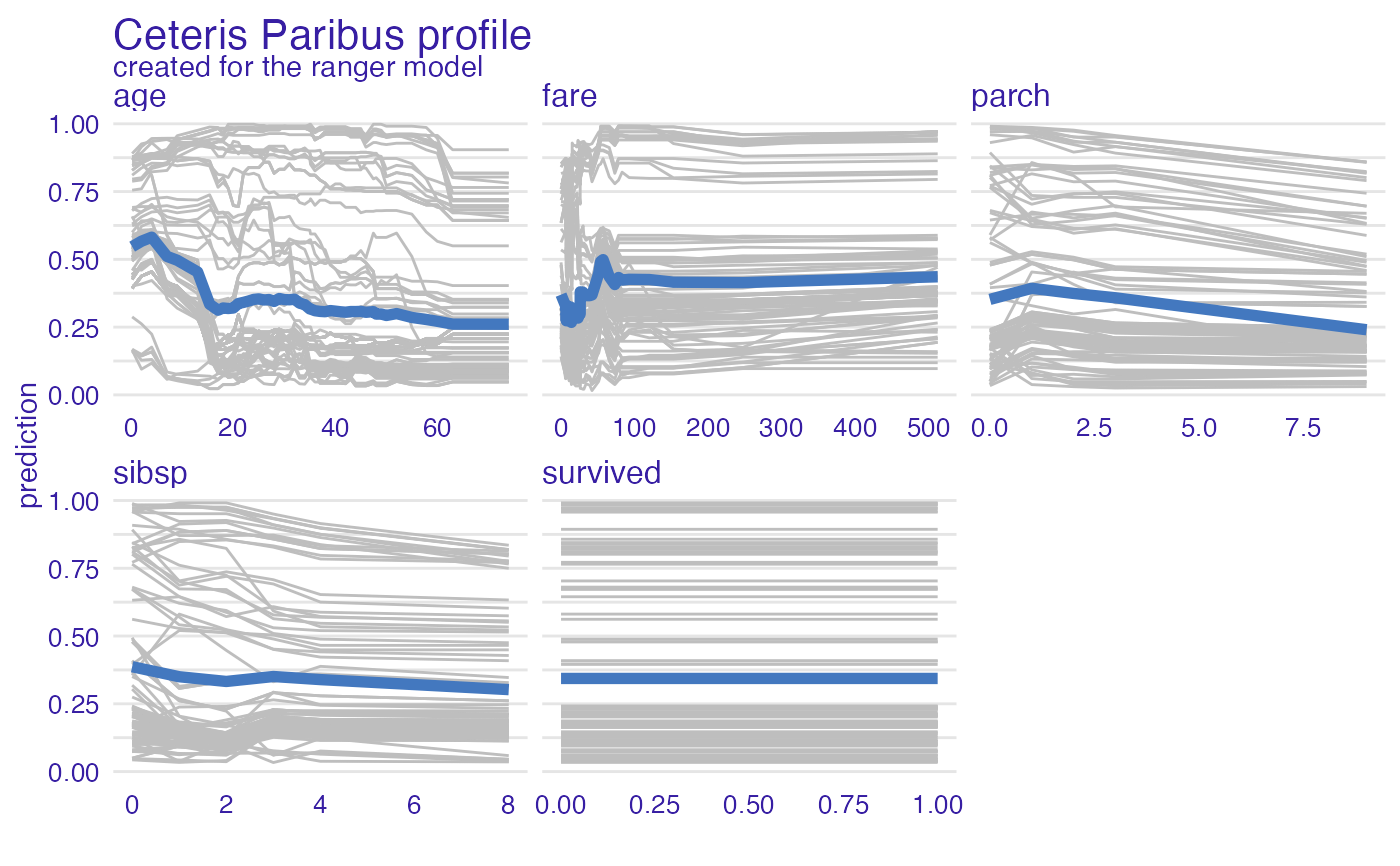 Ceteris Paribus profile
created for the ranger model
age
fare
parch
prediction
1.00
0.75
0.50
0.25
0.00
0 20 40 60
0 100 200 300 400 500
0.0 2.5 5.0 7.5
sibsp
survived
1.00
0.75
0.50
0.25
0.00
0 2 4 6 8
0.00 0.25 0.50 0.75 1.00